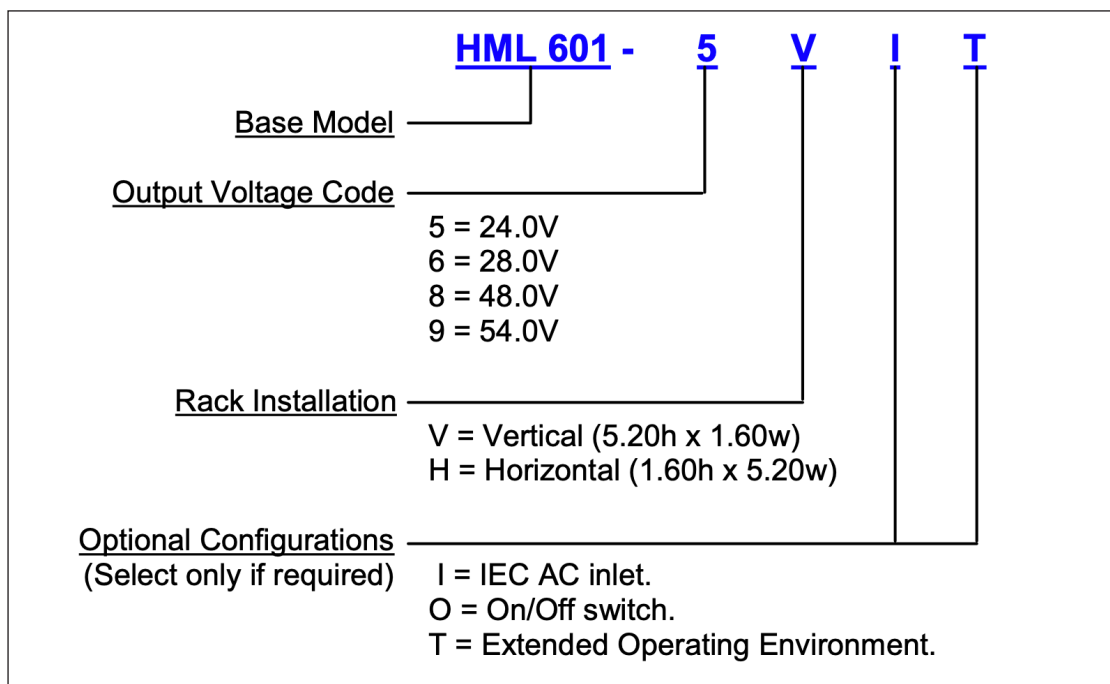 HML 601 - 5 V I T
Base Model
Output Voltage Code
5 = 24.0V
6 = 28.0V
8 = 48.0V
9 = 54.0V
Rack Installation
V = Vertical (5.20h x 1.60w)
H = Horizontal (1.60h x 5.20w)
Optional Configurations
(Select only if required)
I = IEC AC inlet.
O = On/Off switch.
T = Extended Operating Environment.